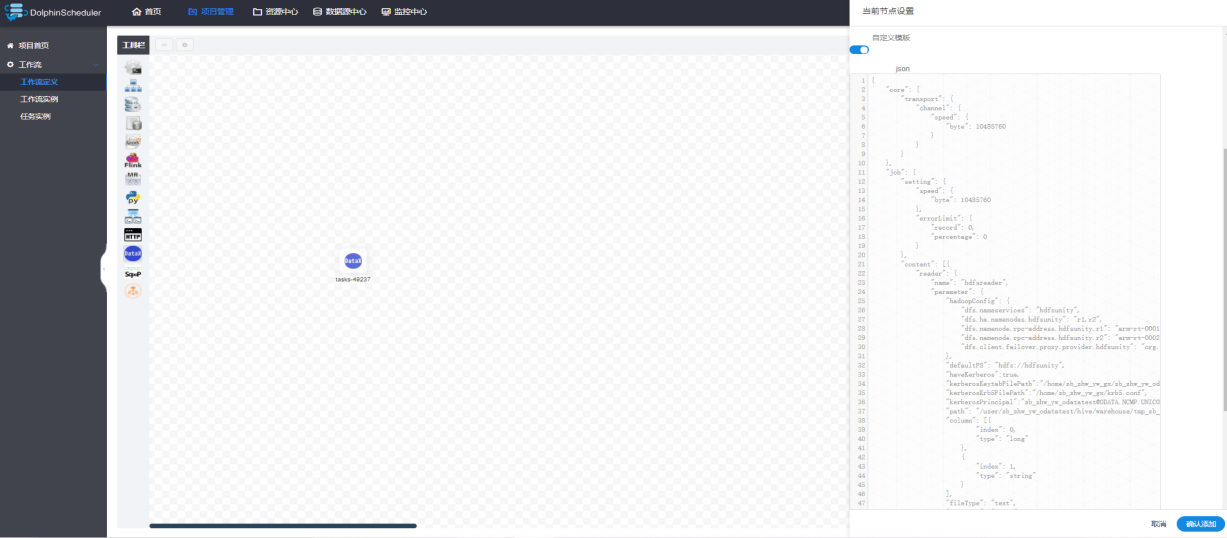 DolphinScheduler
首页
项目管理
资源中心
数据源中心
监控中心
当前节点设置
项目首页
工作流
工作流定义
工作流实例
任务实例
工具栏
Flink
MR
py
HTTP
DataX
Sqoop
DataX
tasks-49237
自定义模版
json
1 {
2 "core": {
3 "transport": {
4 "channel": {
5 "speed": {
6 "byte": 10485760
7 }
8 }
9 }
10 },
11 "job": {
12 "setting": {
13 "speed": {
14 "byte": 10485760
15 },
16 "errorLimit": {
17 "record": 0,
18 "percentage": 0
19 }
20 },
21 "content": [{
22 "reader": {
23 "name": "hdfsreader",
24 "parameter": {
25 "hadoopConfig": {
26 "dfs.nameservices": "hdfsunity",
27 "dfs.ha.namenodes.hdfsunity": "r1,r2",
28 "dfs.namenode.rpc-address.hdfsunity.r1": "arm-rt-0001
29 "dfs.namenode.rpc-address.hdfsunity.r2": "arm-rt-0002
30 "dfs.client.failover.proxy.provider.hdfsunity": "org.
31 },
32 "defaultFS": "hdfs://hdfsunity",
33 "haveKerberos":true,
34 "kerberosKeytabFilePath":"/home/sh_zhw_yw_gx/sh_zhw_yw_od
35 "kerberosKrb5FilePath":"/home/sh_zhw_yw_gx/krb5.conf",
36 "kerberosPrincipal":"sh_zhw_yw_odatatest@ODATA.NCMP.UNICO
37 "path": "/user/sh_zhw_yw_odatatest/hive/warehouse/tmp_sh_
38 "column": [{
39 "index": 0,
40 "type": "long"
41 },
42 {
43 "index": 1,
44 "type": "string"
45 }
46 ],
47 "fileType": "text",
取消
确认添加